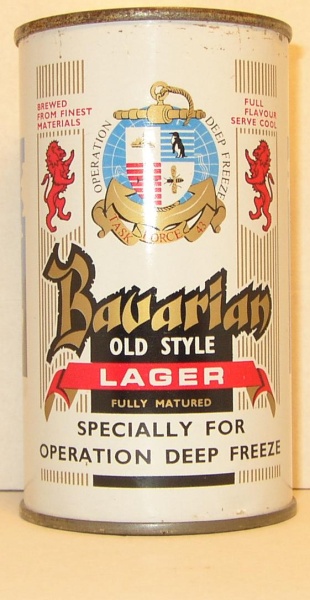 BREWED
FROM FINEST
MATERIALS
FULL
FLAVOUR
SERVE COOL
OPERATION DEEP FREEZE
TASK FORCE 43
Bavarian
OLD STYLE
LAGER
FULLY MATURED
SPECIALLY FOR
OPERATION DEEP FREEZE